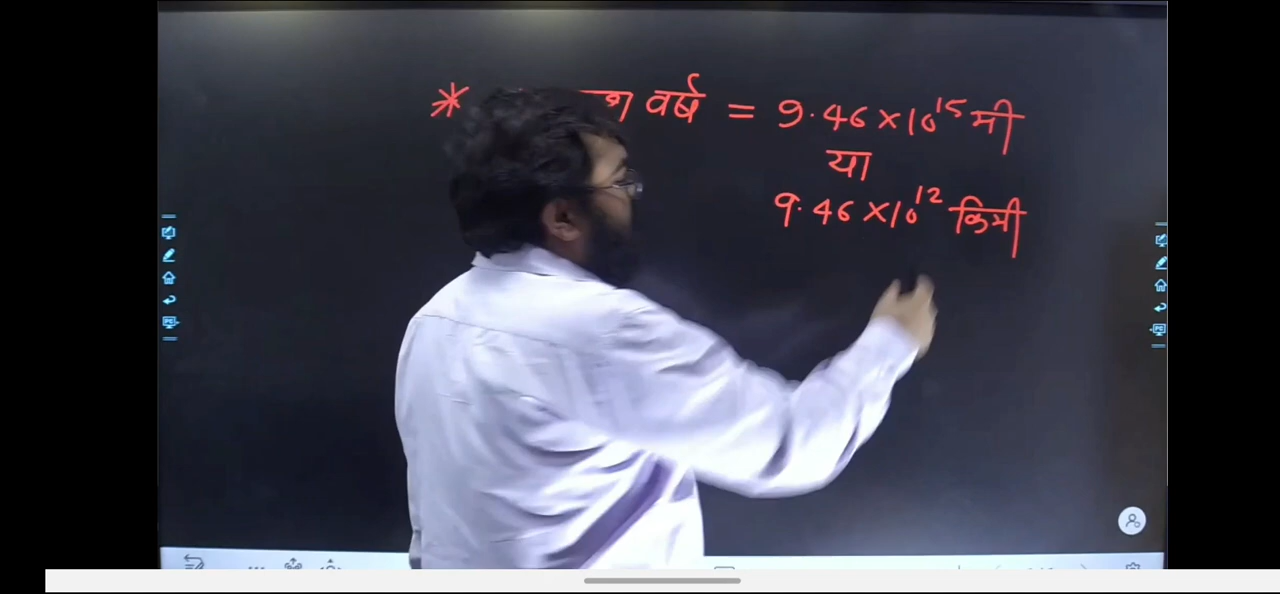 * वर्ष = 9.46×10¹⁵ मी
या
9.46×10¹² किमी